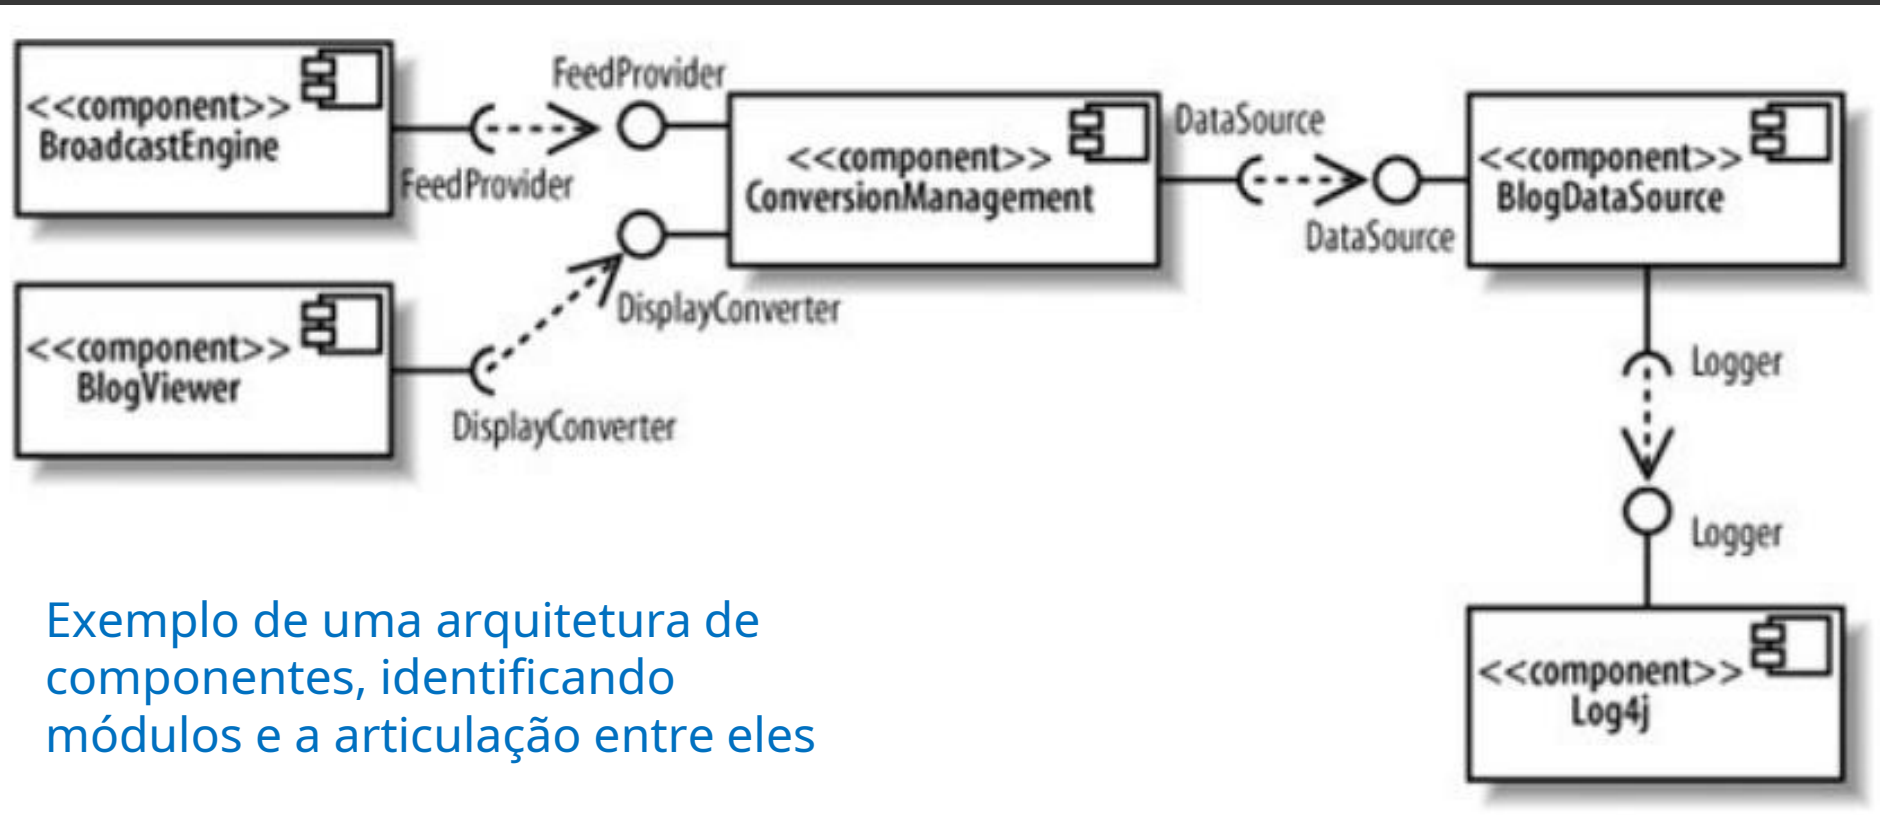 <<component>>
BroadcastEngine
FeedProvider
FeedProvider
<<component>>
ConversionManagement
DataSource
DataSource
<<component>>
BlogDataSource
<<component>>
BlogViewer
DisplayConverter
DisplayConverter
Logger
Logger
<<component>>
Log4j
Exemplo de uma arquitetura de
componentes, identificando
módulos e a articulação entre eles